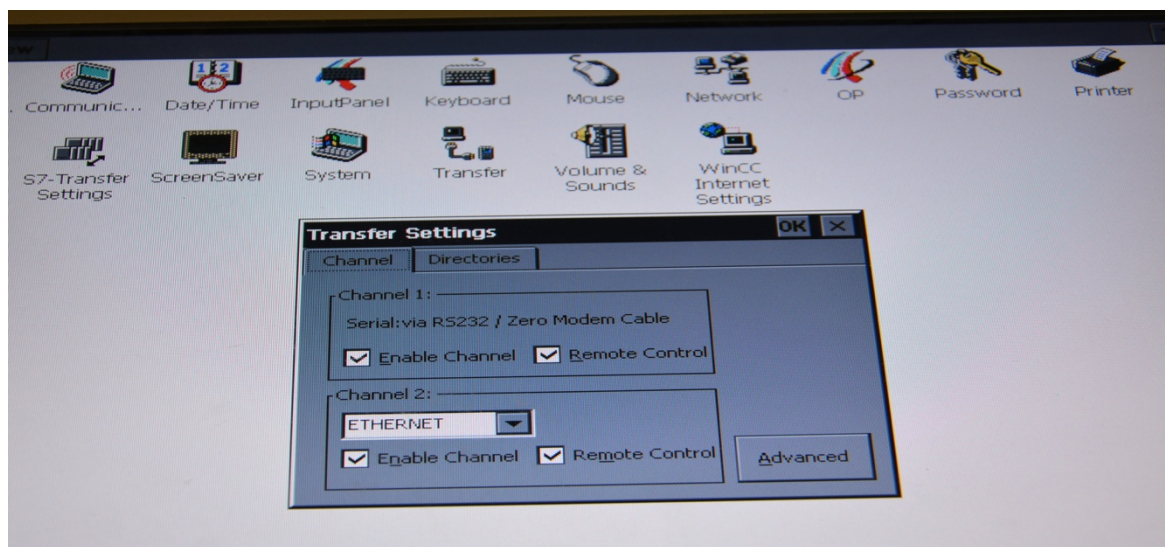 Communic... Date/Time InputPanel Keyboard Mouse Network OP Password Printer
S7-Transfer Settings ScreenSaver System Transfer Volume & Sounds WinCC Internet Settings
Transfer Settings OK
Channel Directories
Channel 1:
Serial:via RS232 / Zero Modem Cable
Enable Channel Remote Control
Channel 2:
ETHERNET
Enable Channel Remote Control
Advanced